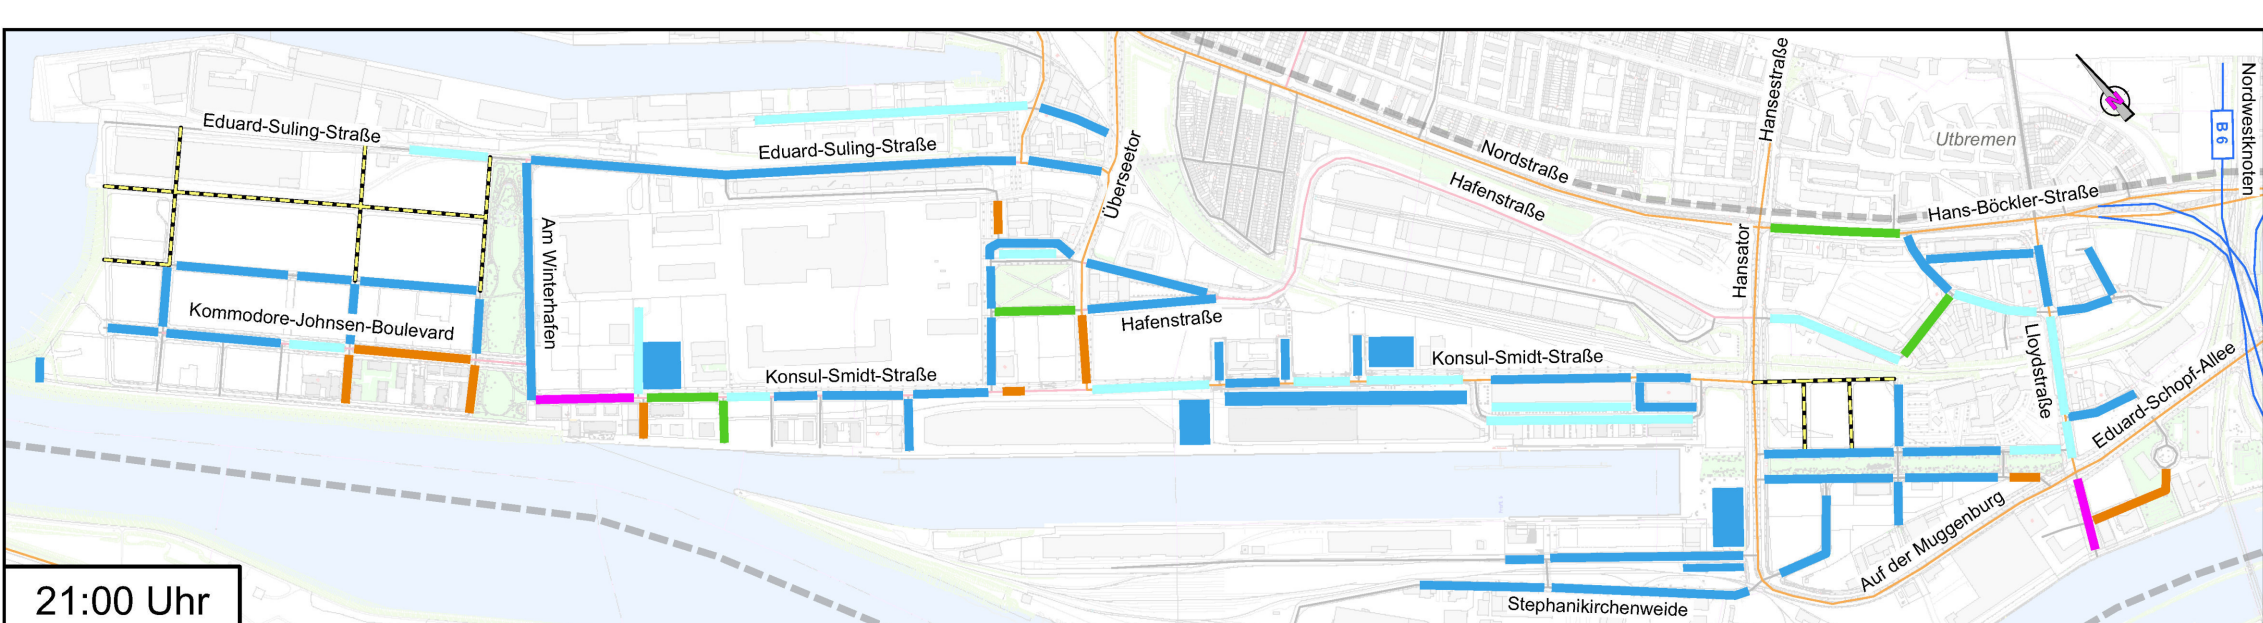 Eduard-Suling-Straße
Eduard-Suling-Straße
Überseetor
Nordstraße
Hafenstraße
Hansestraße
Utbremen
B 6
Nordwestknoten
Hans-Böckler-Straße
Hansator
Am Winterhafen
Kommodore-Johnsen-Boulevard
Hafenstraße
Konsul-Smidt-Straße
Konsul-Smidt-Straße
Lloydstraße
Eduard-Schopf-Allee
Auf der Muggenburg
Stephanikirchenweide
N
21:00 Uhr